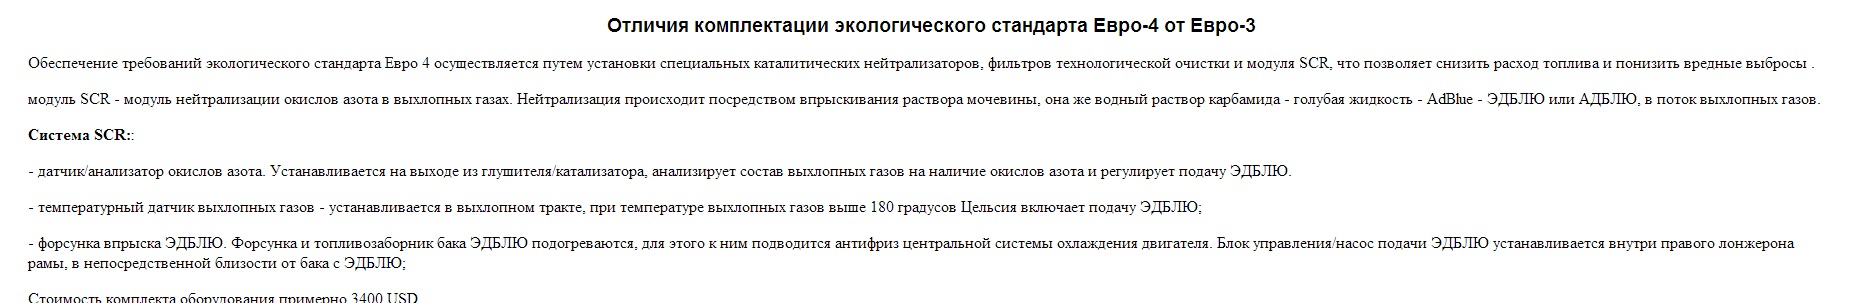 Отличия комплектации экологического стандарта Евро-4 от Евро-3
Обеспечение требований экологического стандарта Евро 4 осуществляется путем установки специальных каталитических нейтрализаторов, фильтров технологической очистки и модуля SCR, что позволяет снизить расход топлива и понизить вредные выбросы .
модуль SCR - модуль нейтрализации окислов азота в выхлопных газах. Нейтрализация происходит посредством впрыскивания раствора мочевины, она же водный раствор карбамида - голубая жидкость - AdBlue - ЭДБЛЮ или АДБЛЮ, в поток выхлопных газов.
Система SCR::
- датчик/анализатор окислов азота. Устанавливается на выходе из глушителя/катализатора, анализирует состав выхлопных газов на наличие окислов азота и регулирует подачу ЭДБЛЮ.
- температурный датчик выхлопных газов - устанавливается в выхлопном тракте, при температуре выхлопных газов выше 180 градусов Цельсия включает подачу ЭДБЛЮ;
- форсунка впрыска ЭДБЛЮ. Форсунка и топливозаборник бака ЭДБЛЮ подогреваются, для этого к ним подводится антифриз центральной системы охлаждения двигателя. Блок управления/насос подачи ЭДБЛЮ устанавливается внутри правого лонжерона
рамы, в непосредственной близости от бака с ЭДБЛЮ;
Стоимость комплекта оборудования примерно 3400 USD